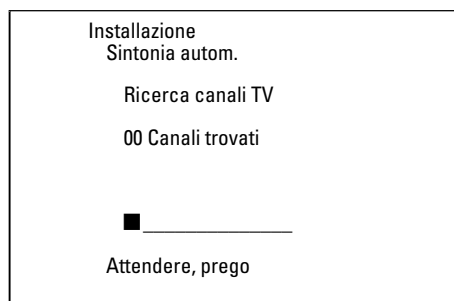 Installazione
Sintonia autom.
Ricerca canali TV
00 Canali trovati
Attendere, prego